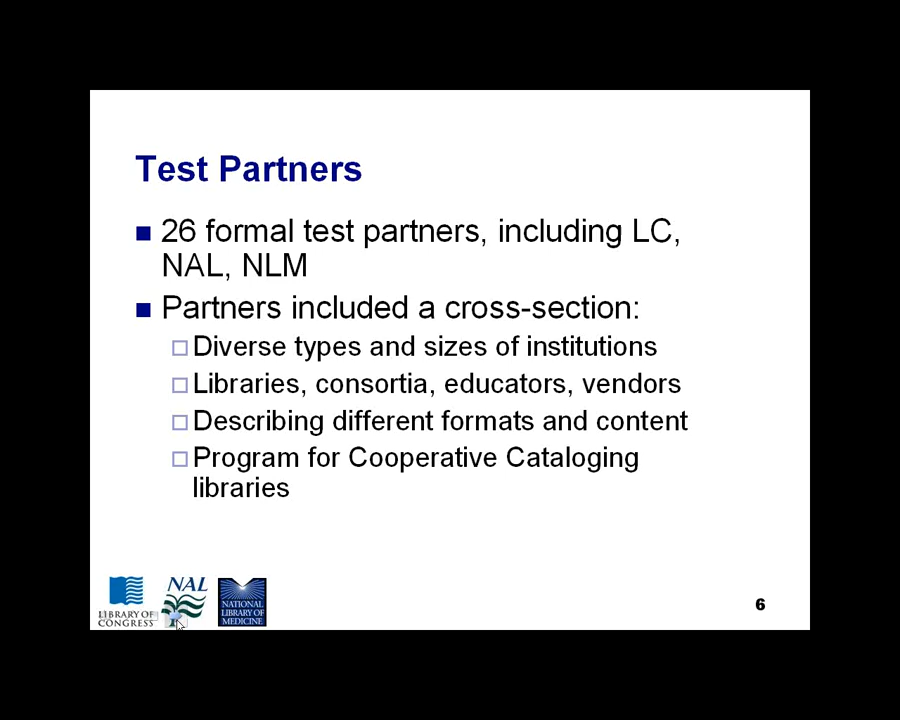 Test Partners
26 formal test partners, including LC,
NAL, NLM
Partners included a cross-section:
Diverse types and sizes of institutions
Libraries, consortia, educators, vendors
Describing different formats and content
Program for Cooperative Cataloging
libraries
LIBRARY OF
CONGRESS
NAL
NATIONAL
LIBRARY OF
MEDICINE
6